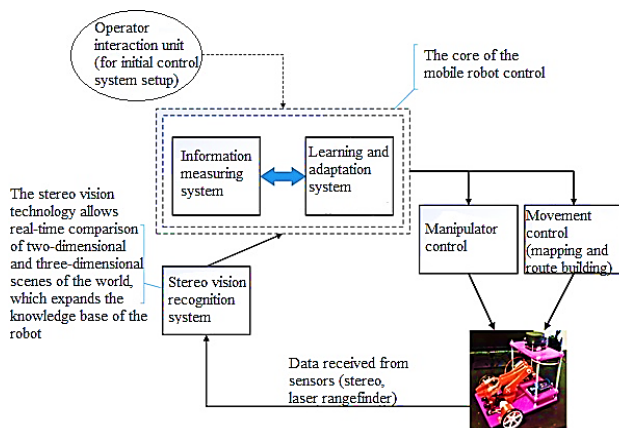 Operator
interaction unit
(for initial control
system setup)
The core of the
mobile robot control
Information
measuring
system
Learning and
adaptation
system
The stereo vision
technology allows
real-time comparison
of two-dimensional
and three-dimensional
scenes of the world,
which expands the
knowledge base of the
robot
Stereo vision
recognition
system
Manipulator
control
Movement
control
(mapping and
route building)
Data received from
sensors (stereo,
laser rangefinder)